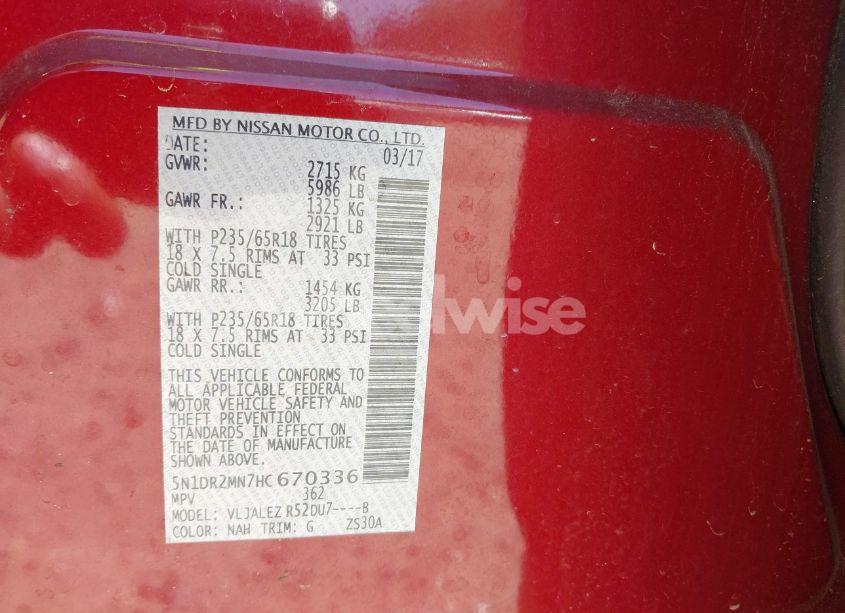 MFD BY NISSAN MOTOR CO., LTD.
DATE: 03/17
GVWR: 2715 KG
5986 LB
GAWR FR.: 1325 KG
2921 LB
WITH P235/65R18 TIRES
18 X 7.5 RIMS AT 33 PSI
COLD SINGLE
GAWR RR.: 1454 KG
3205 LB
WITH P235/65R18 TIRES
18 X 7.5 RIMS AT 33 PSI
COLD SINGLE
THIS VEHICLE CONFORMS TO
ALL APPLICABLE FEDERAL
MOTOR VEHICLE SAFETY AND
THEFT PREVENTION
STANDARDS IN EFFECT ON
THE DATE OF MANUFACTURE
SHOWN ABOVE.
5N1DR2MN7HC670336
MPV 362
MODEL: VLJALEZ R52DU7----B
COLOR: NAH TRIM: G ZS30A